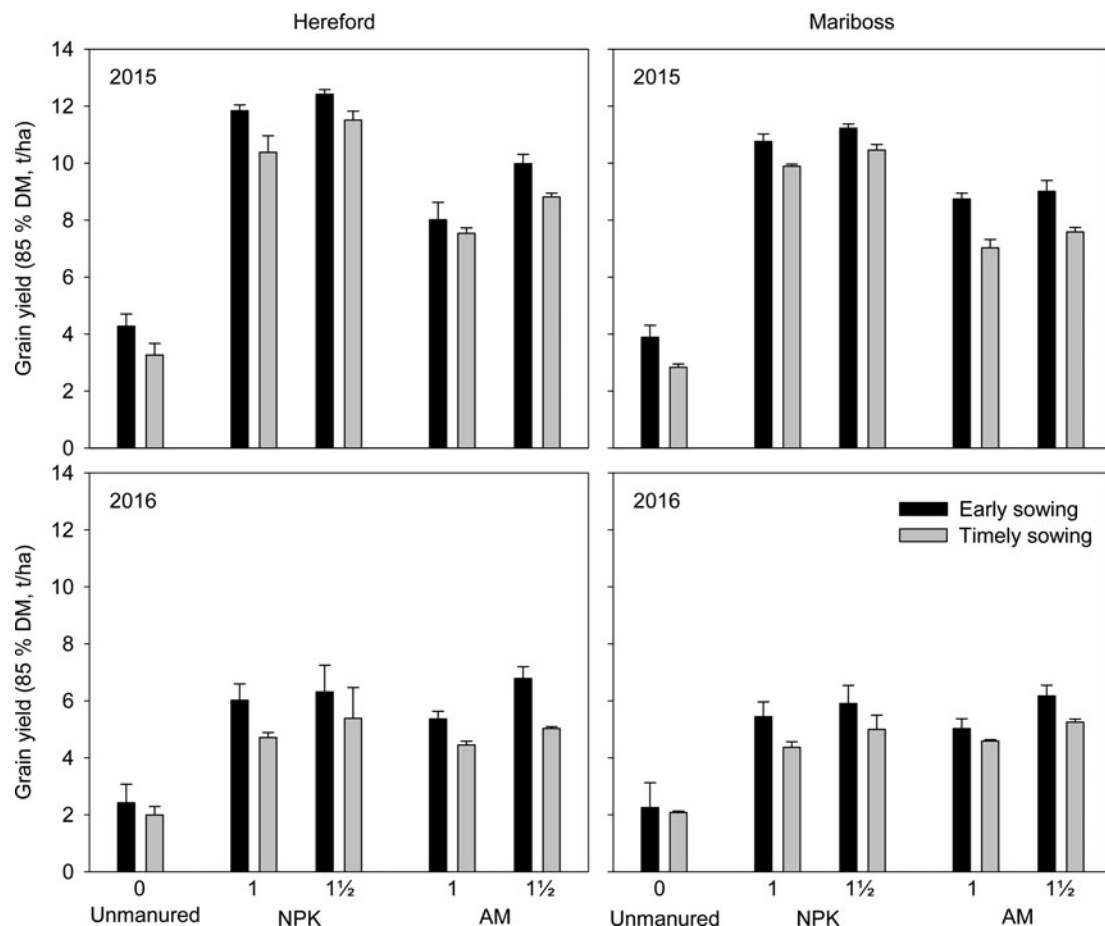 Hereford
Mariboss
Grain yield (85 % DM, t/ha)
14
12
10
8
6
4
2
0
2015
2015
Grain yield (85 % DM, t/ha)
14
12
10
8
6
4
2
0
2016
2016
Early sowing
Timely sowing
0 1 1½ 1 1½
Unmanured NPK AM
0 1 1½ 1 1½
Unmanured NPK AM